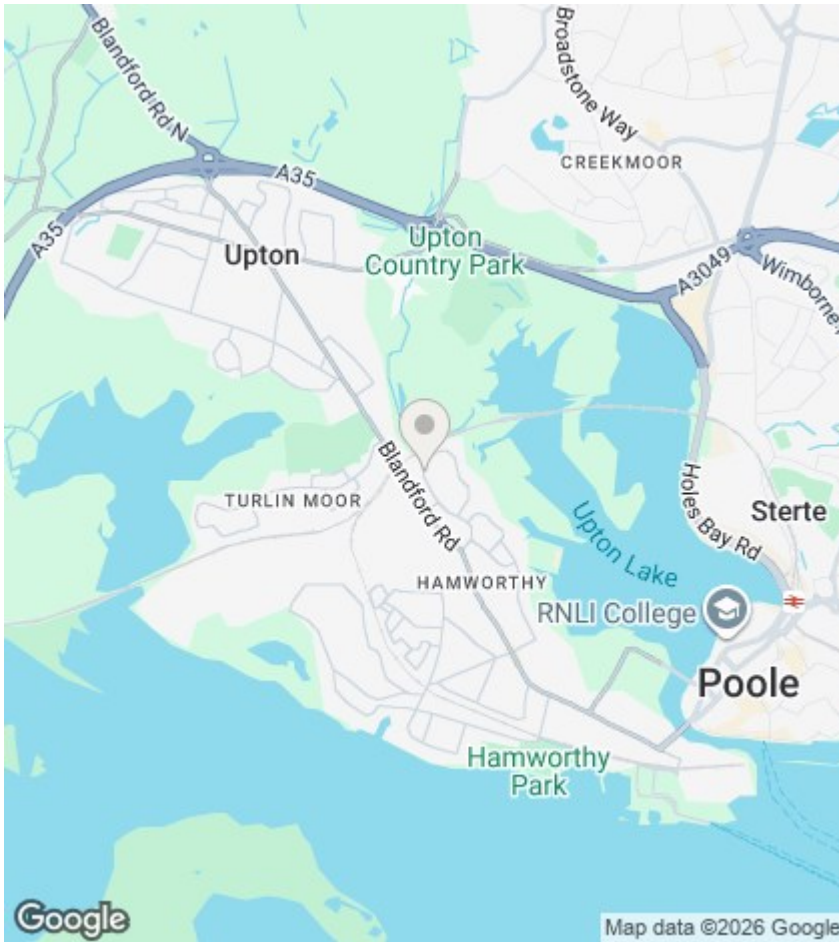 Blandford Rd N
Broadstone Way
CREEKMOOR
A35
A35
Upton
Upton
Country Park
A3049
Wimborne
TURLIN MOOR
Blandford Rd
Holes Bay Rd
Sterte
Upton Lake
HAMWORTHY
RNLI College
Poole
Hamworthy
Park
Google
Map data ©2026 Google